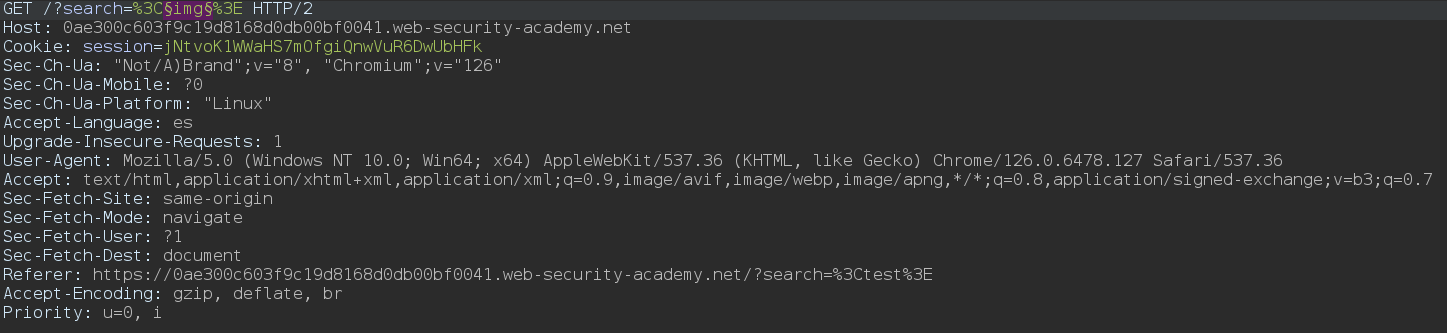 GET /?search=%3C§img§%3E HTTP/2
Host: 0ae300c603f9c19d8168d0db00bf0041.web-security-academy.net
Cookie: session=jNtvoK1WWaHS7mOfgiQnwVuR6DwUbHFk
Sec-Ch-Ua: "Not/A)Brand";v="8", "Chromium";v="126"
Sec-Ch-Ua-Mobile: ?0
Sec-Ch-Ua-Platform: "Linux"
Accept-Language: es
Upgrade-Insecure-Requests: 1
User-Agent: Mozilla/5.0 (Windows NT 10.0; Win64; x64) AppleWebKit/537.36 (KHTML, like Gecko) Chrome/126.0.6478.127 Safari/537.36
Accept: text/html,application/xhtml+xml,application/xml;q=0.9,image/avif,image/webp,image/apng,*/*;q=0.8,application/signed-exchange;v=b3;q=0.7
Sec-Fetch-Site: same-origin
Sec-Fetch-Mode: navigate
Sec-Fetch-User: ?1
Sec-Fetch-Dest: document
Referer: https://0ae300c603f9c19d8168d0db00bf0041.web-security-academy.net/?search=%3Ctest%3E
Accept-Encoding: gzip, deflate, br
Priority: u=0, i